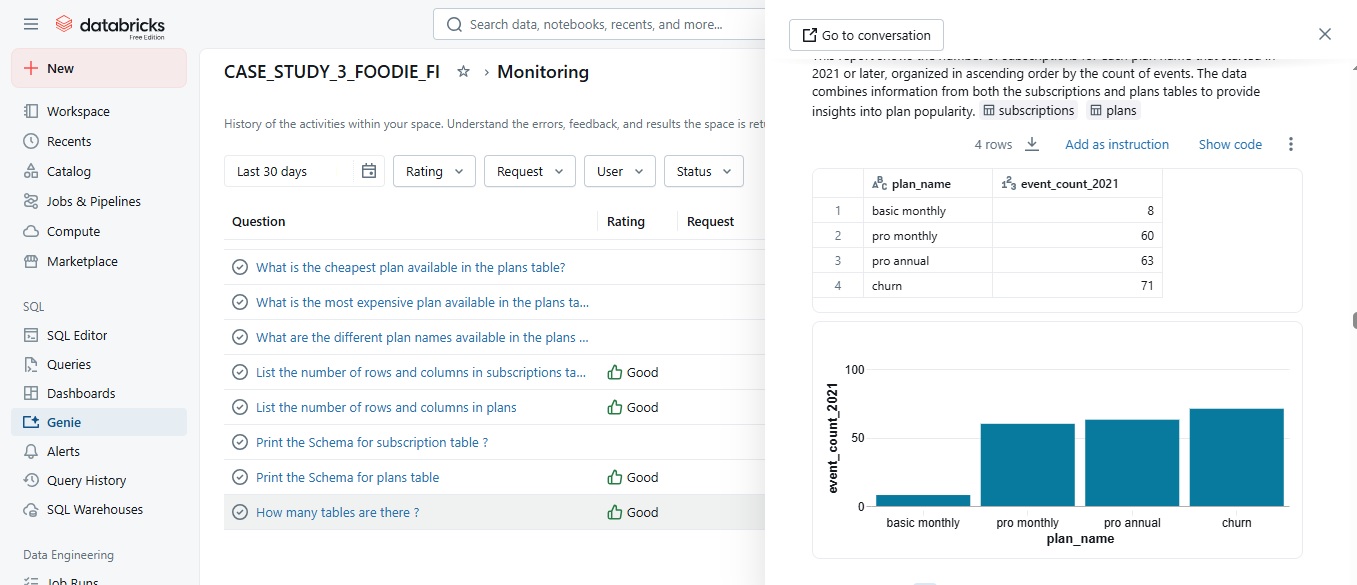 databricks
Free Edition
Search data, notebooks, recents, and more...
New
Workspace
Recents
Catalog
Jobs & Pipelines
Compute
Marketplace
SQL
SQL Editor
Queries
Dashboards
Genie
Alerts
Query History
SQL Warehouses
Data Engineering
Job Runs
CASE_STUDY_3_FOODIE_FI
› Monitoring
History of the activities within your space. Understand the errors, feedback, and results the space is retu
Last 30 days
Rating
Request
User
Status
Question Rating Request
What is the cheapest plan available in the plans table?
What is the most expensive plan available in the plans ta...
What are the different plan names available in the plans ...
List the number of rows and columns in subscriptions ta... Good
List the number of rows and columns in plans Good
Print the Schema for subscription table ?
Print the Schema for plans table Good
How many tables are there ? Good
Go to conversation
2021 or later, organized in ascending order by the count of events. The data
combines information from both the subscriptions and plans tables to provide
insights into plan popularity. subscriptions plans
4 rows Add as instruction Show code
plan_name event_count_2021
1 basic monthly 8
2 pro monthly 60
3 pro annual 63
4 churn 71
event_count_2021
100
50
0
basic monthly pro monthly pro annual churn
plan_name